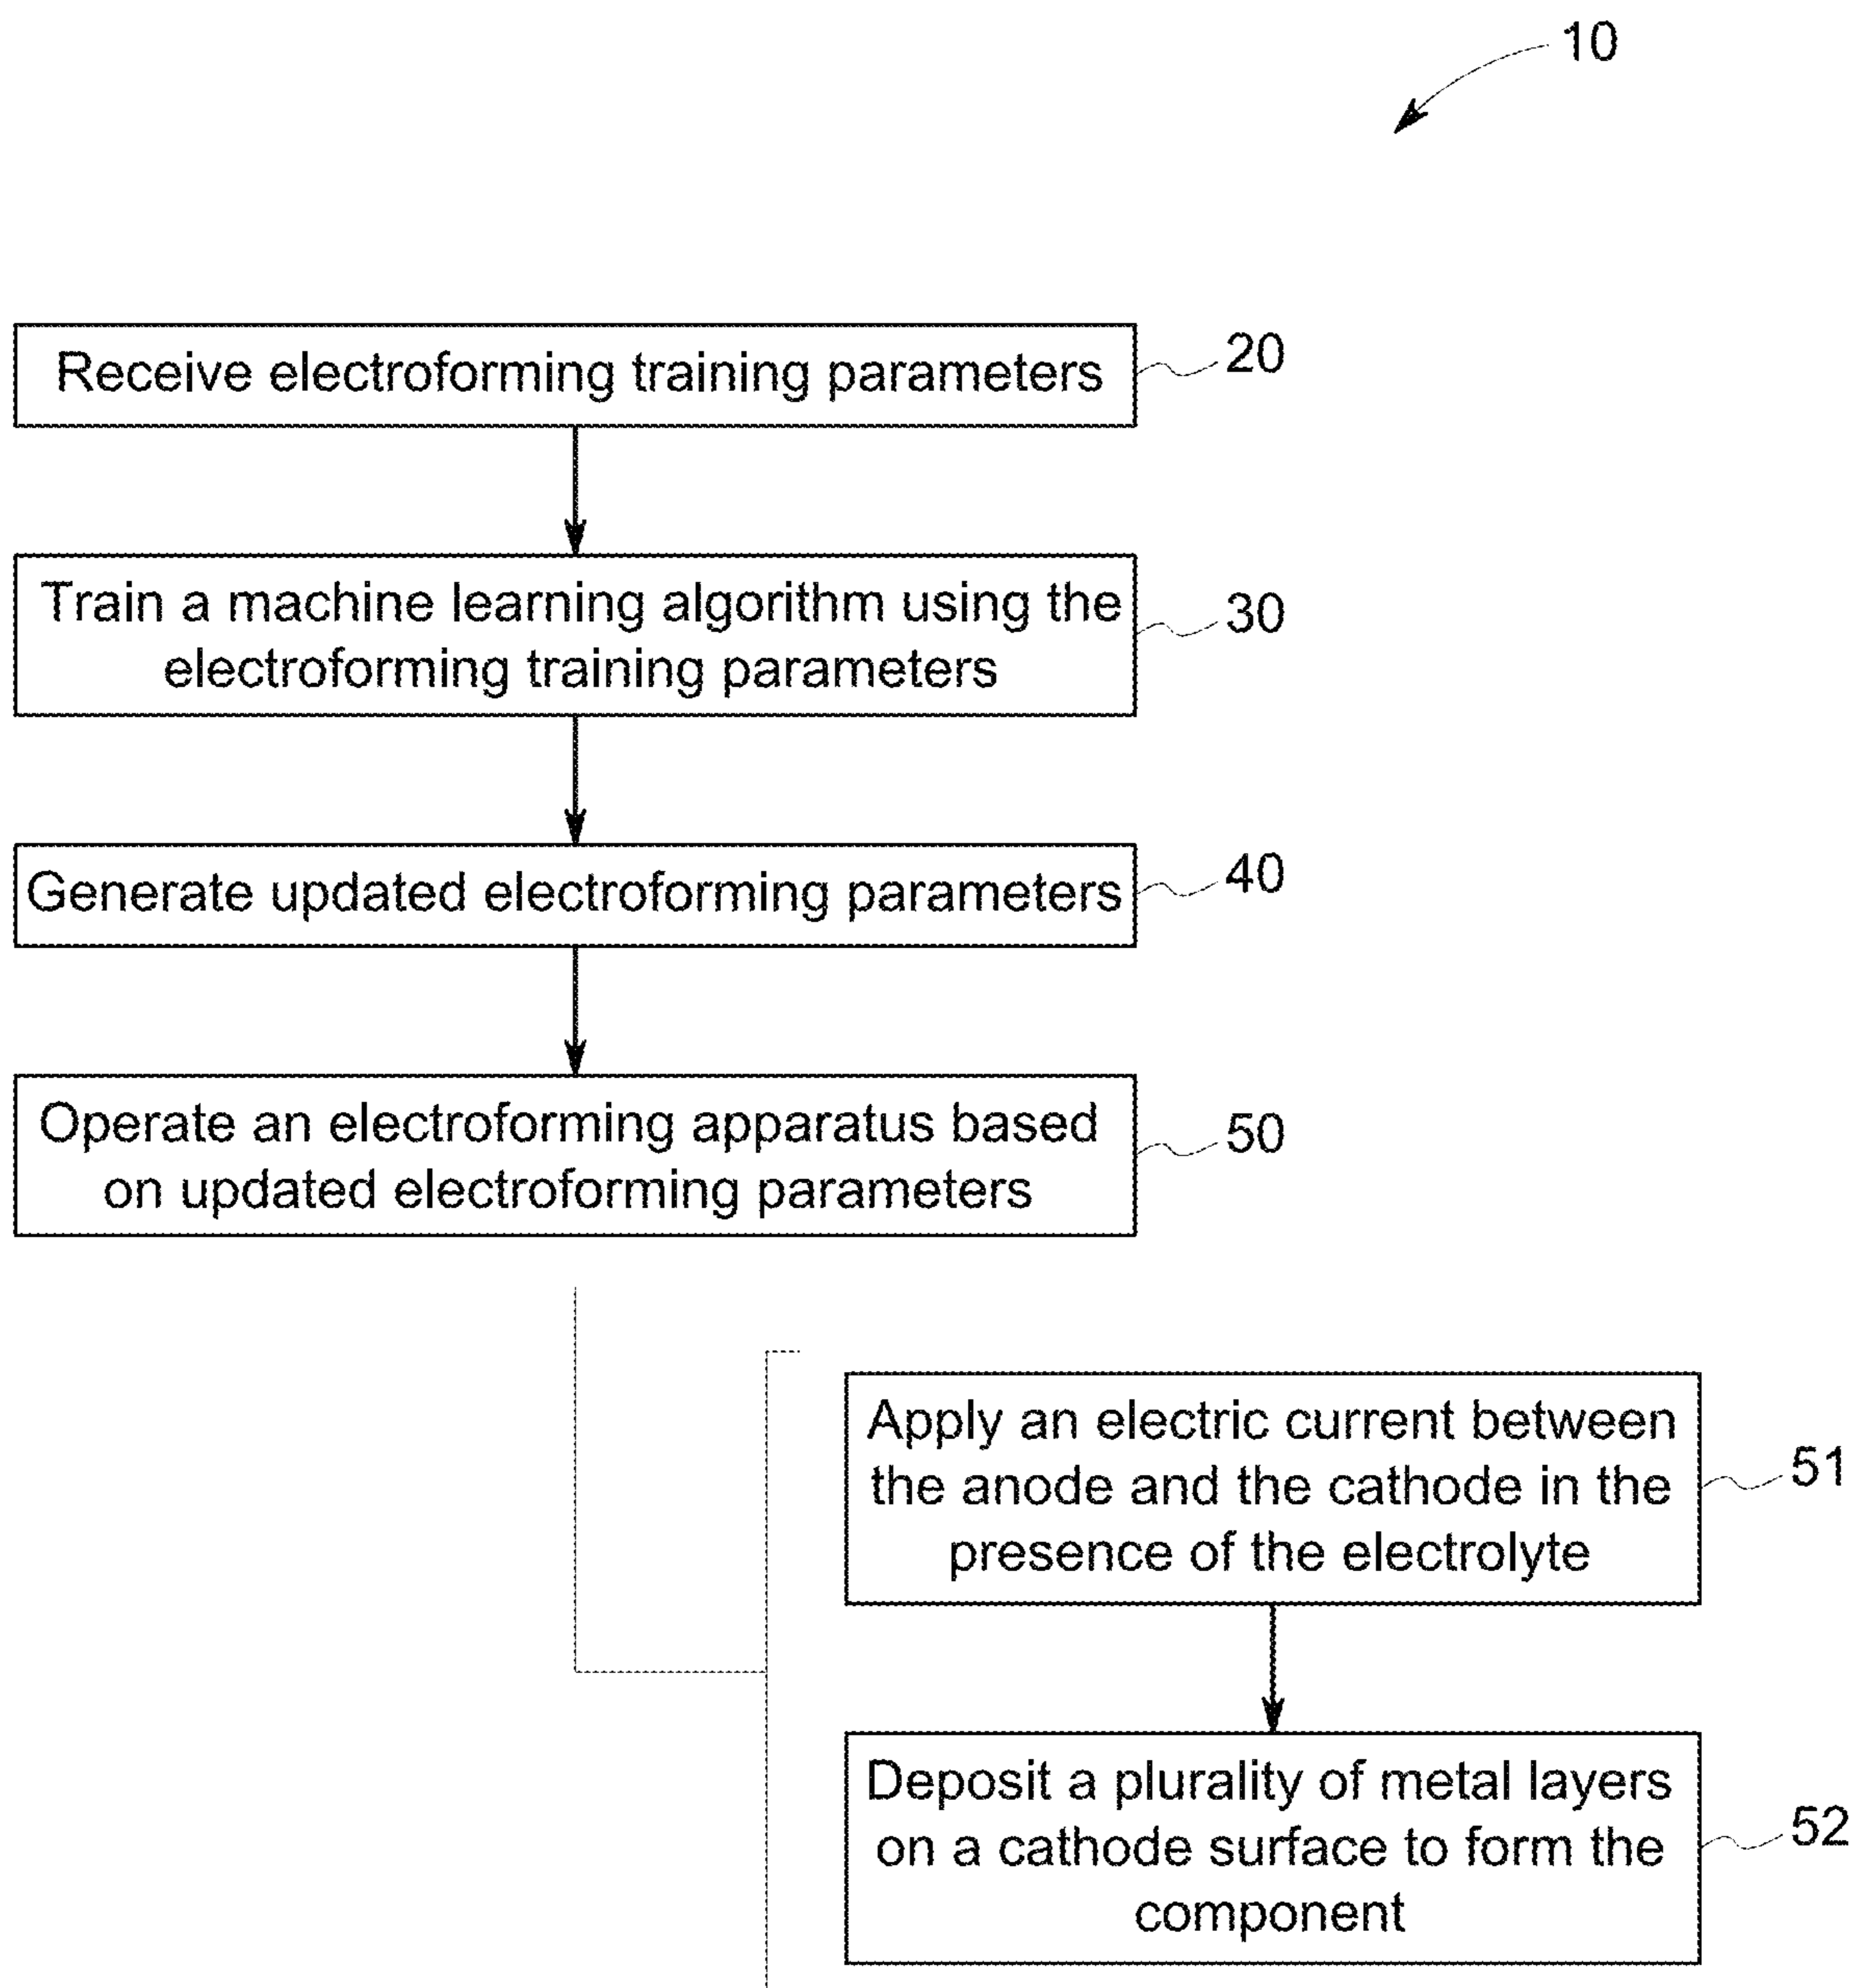 10
Receive electroforming training parameters
20
Train a machine learning algorithm using the
electroforming training parameters
30
Generate updated electroforming parameters
40
Operate an electroforming apparatus based
on updated electroforming parameters
50
Apply an electric current between
the anode and the cathode in the
presence of the electrolyte
51
Deposit a plurality of metal layers
on a cathode surface to form the
component
52